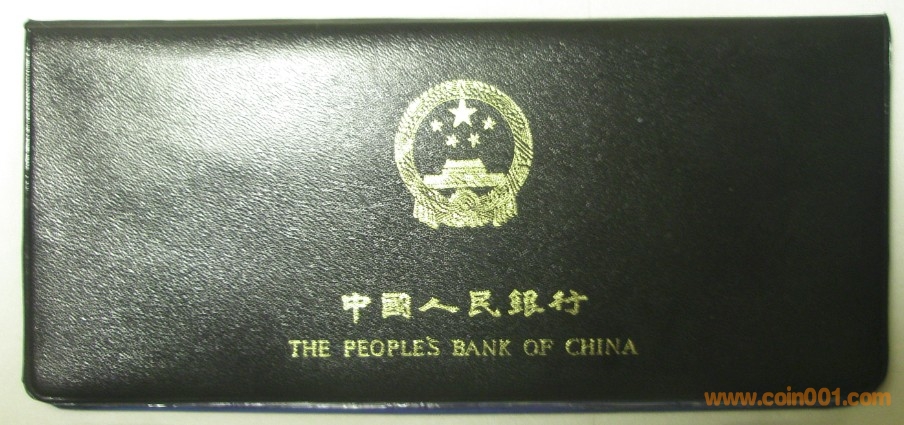 中國人民銀行
THE PEOPLE'S BANK OF CHINA
www.coin001.com